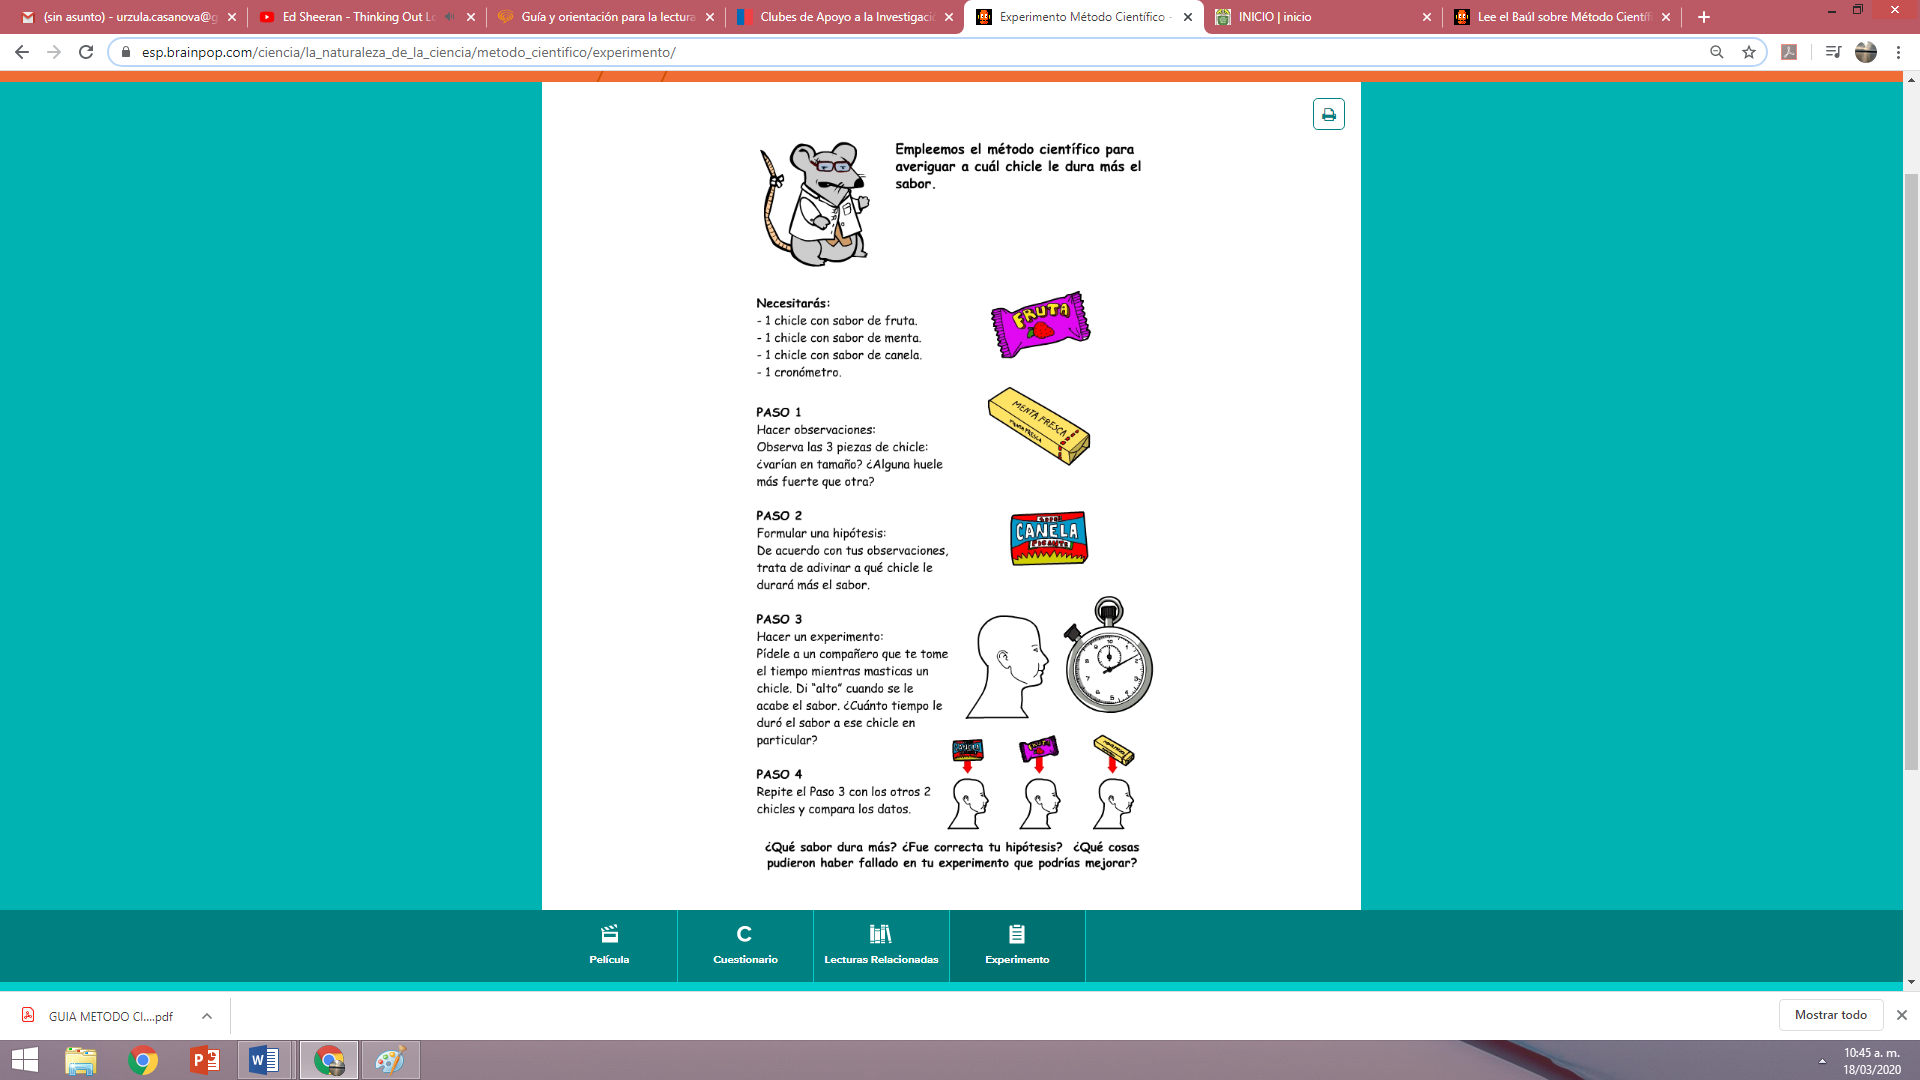 (sin asunto) - urzula.casanova@g
Ed Sheeran - Thinking Out Lo
Guía y orientación para la lectura
Clubes de Apoyo a la Investigació
Experimento Método Científico -
INICIO | inicio
Lee el Baúl sobre Método Científi
esp.brainpop.com/ciencia/la_naturaleza_de_la_ciencia/metodo_cientifico/experimento/
Empleemos el método científico para
averiguar a cuál chicle le dura más el
sabor.
Necesitarás:
- 1 chicle con sabor de fruta.
- 1 chicle con sabor de menta.
- 1 chicle con sabor de canela.
- 1 cronómetro.
FRUTA
MENTA FRESCA
MENTA FRESCA
PASO 1
Hacer observaciones:
Observa las 3 piezas de chicle:
¿varían en tamaño? ¿Alguna huele
más fuerte que otra?
CANELA
PICANTE
PASO 2
Formular una hipótesis:
De acuerdo con tus observaciones,
trata de adivinar a qué chicle le
durará más el sabor.
PASO 3
Hacer un experimento:
Pídele a un compañero que te tome
el tiempo mientras masticas un
chicle. Di “alto” cuando se le
acabe el sabor. ¿Cuánto tiempo le
duró el sabor a ese chicle en
particular?
PASO 4
Repite el Paso 3 con los otros 2
chicles y compara los datos.
¿Qué sabor dura más? ¿Fue correcta tu hipótesis? ¿Qué cosas
pudieron haber fallado en tu experimento que podrías mejorar?
Película
C
Cuestionario
Lecturas Relacionadas
Experimento
GUIA METODO CI....pdf
Mostrar todo
10:45 a. m.
18/03/2020